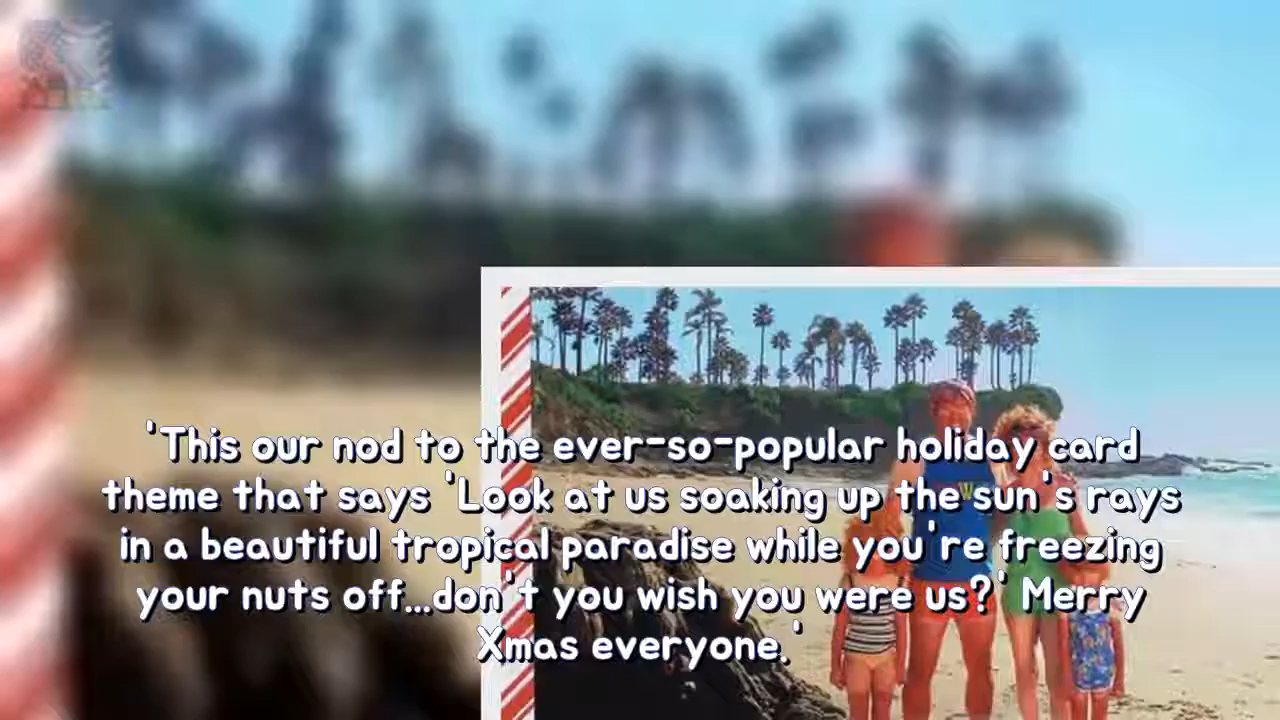 'This our nod to the ever-so-popular holiday card
theme that says 'Look at us soaking up the sun's rays
in a beautiful tropical paradise while you're freezing
your nuts off...don't you wish you were us?' Merry
Xmas everyone.'
W